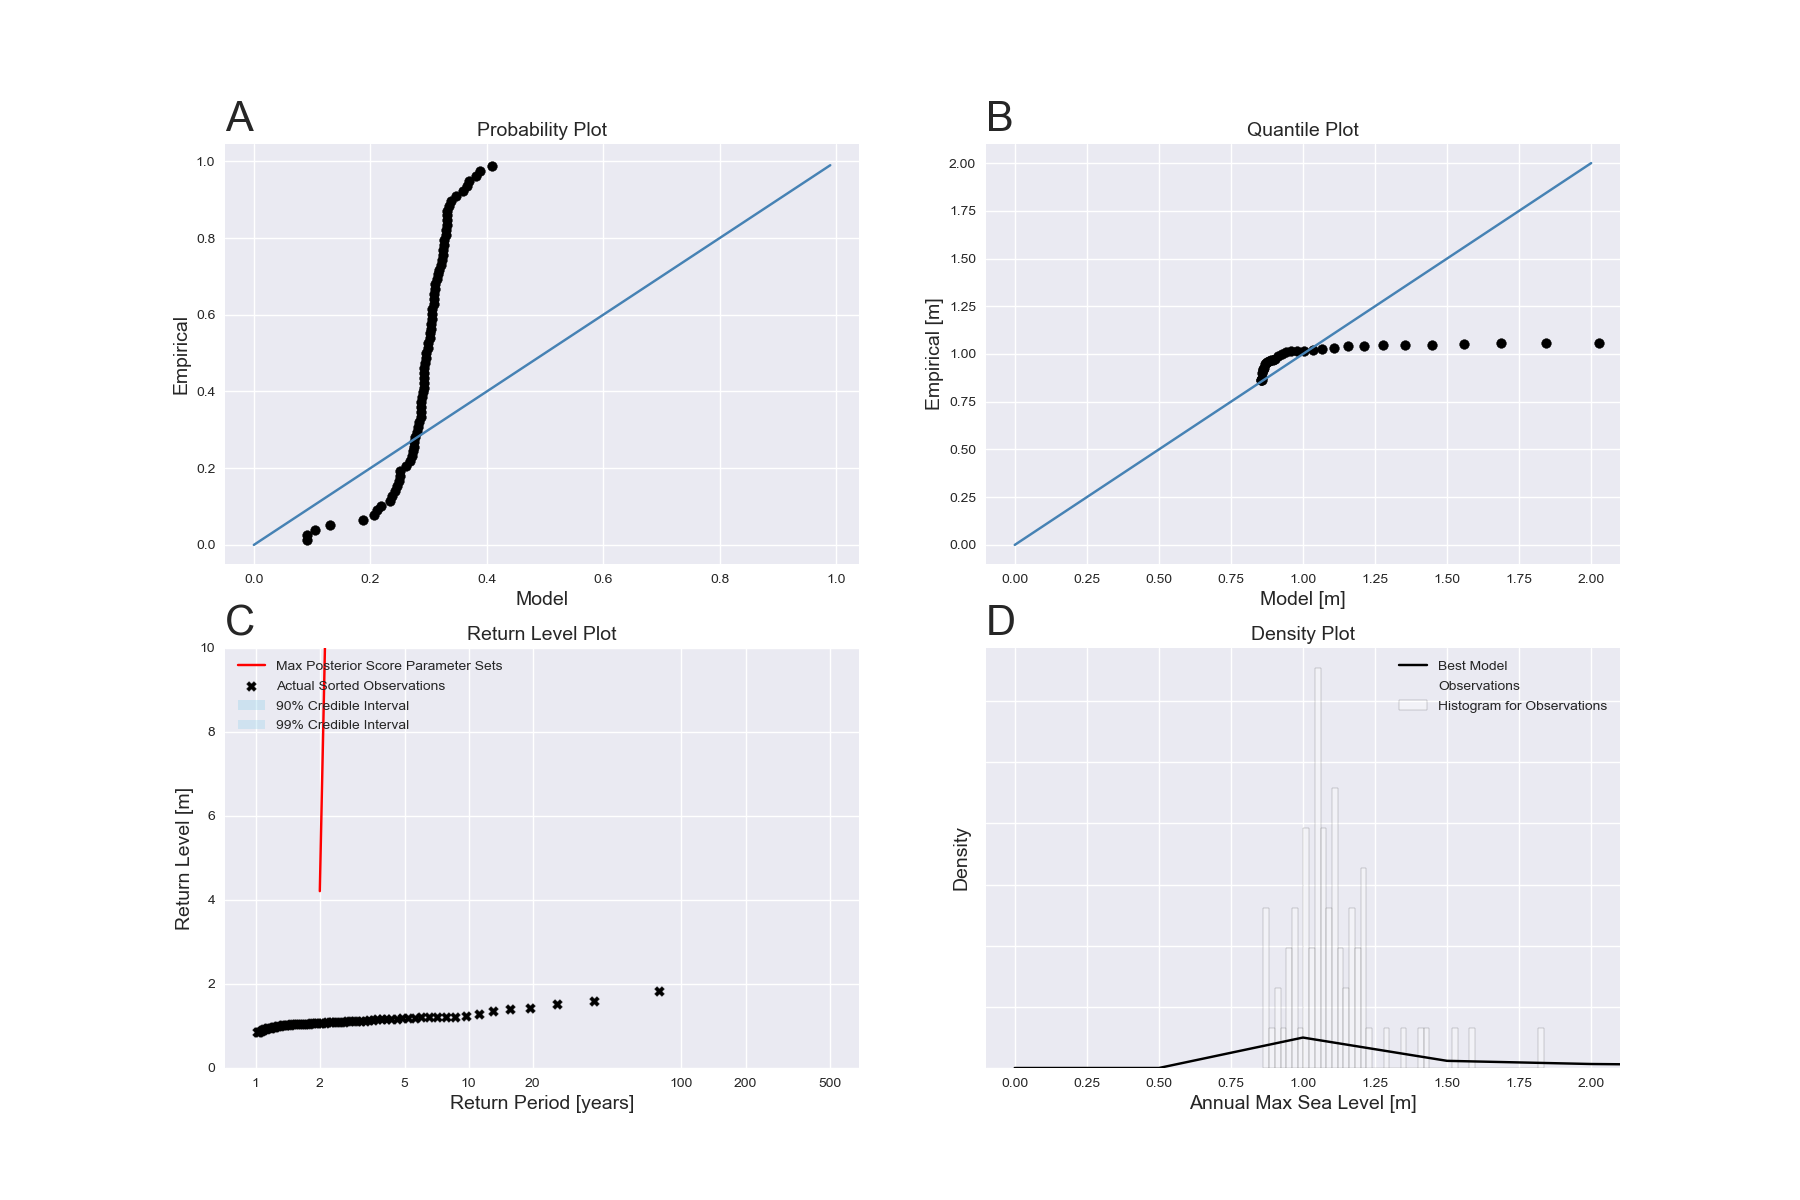 A
Probability Plot
1.0
0.8
0.6
0.4
0.2
0.0
Empirical
0.0 0.2 0.4 0.6 0.8 1.0
Model
B
Quantile Plot
2.00
1.75
1.50
1.25
1.00
0.75
0.50
0.25
0.00
Empirical [m]
0.00 0.25 0.50 0.75 1.00 1.25 1.50 1.75 2.00
Model [m]
C
Return Level Plot
Max Posterior Score Parameter Sets
Actual Sorted Observations
90% Credible Interval
99% Credible Interval
10
8
6
4
2
0
Return Level [m]
1 2 5 10 20 100 200 500
Return Period [years]
D
Density Plot
Best Model
Observations
Histogram for Observations
Density
0.00 0.25 0.50 0.75 1.00 1.25 1.50 1.75 2.00
Annual Max Sea Level [m]